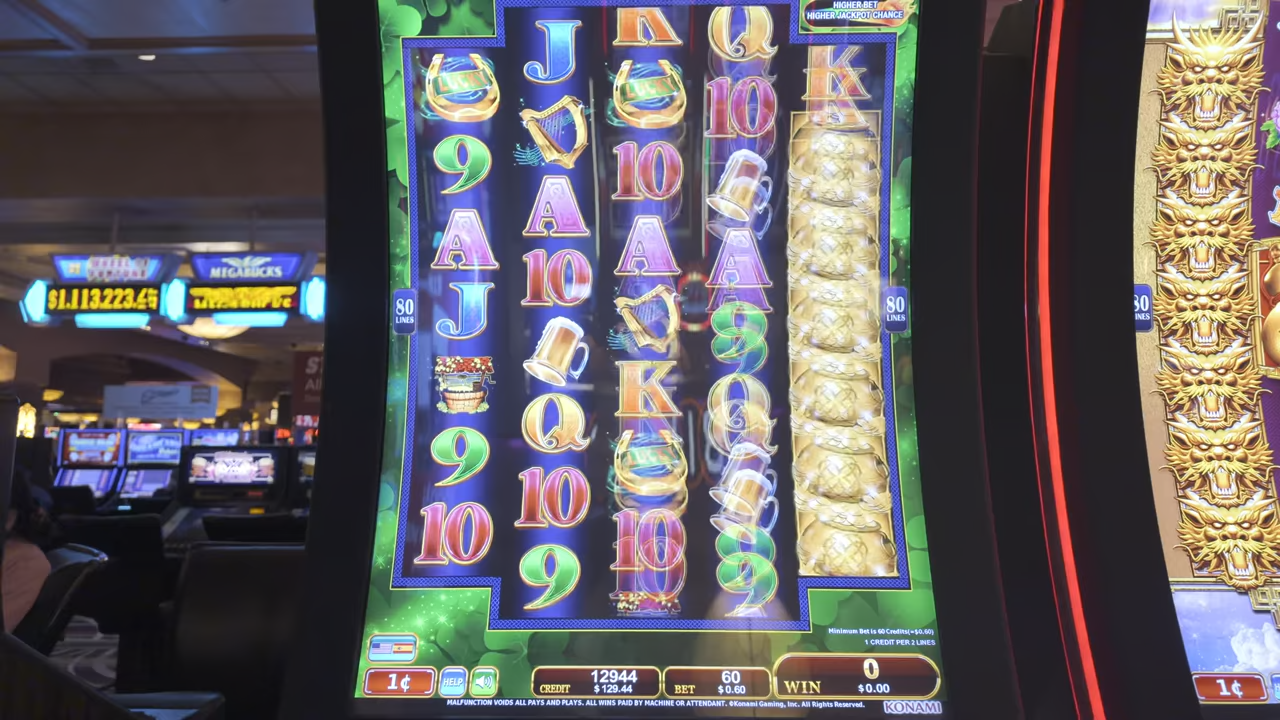 HIGHER BET
HIGHER JACKPOT CHANCE
J
K
Q
K
LUCKY
LUCKY
10
9
10
A
A
A
A
10
J
9
K
Q
Q
9
LUCKY
10
10
10
9
9
80
LINES
80
LINES
80
INES
MEGABUCKS
$1,113,223.45
Minimum Bet is 60 Credits(=$0.60)
1 CREDIT PER 2 LINES
1¢
HELP
CREDIT
12944
$129.44
BET
60
$0.60
WIN
0
$0.00
1¢
MALFUNCTION VOIDS ALL PAYS AND PLAYS. ALL WINS PAID BY MACHINE OR ATTENDANT. ©Konami Gaming, Inc. All Rights Reserved.
KONAMI